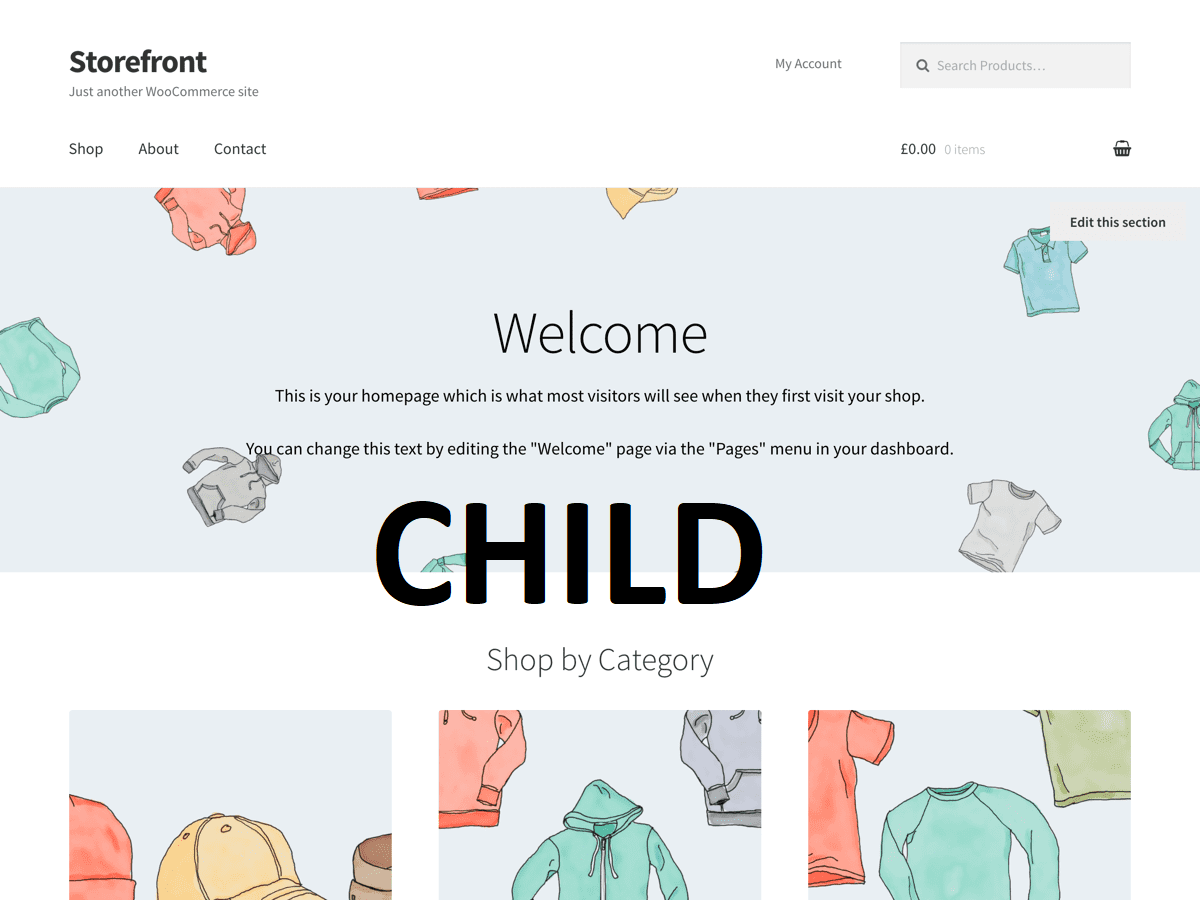 Storefront
Just another WooCommerce site
My Account
Search Products…
Shop
About
Contact
£0.00 0 items
Edit this section
Welcome
This is your homepage which is what most visitors will see when they first visit your shop.
You can change this text by editing the "Welcome" page via the "Pages" menu in your dashboard.
CHILD
Shop by Category